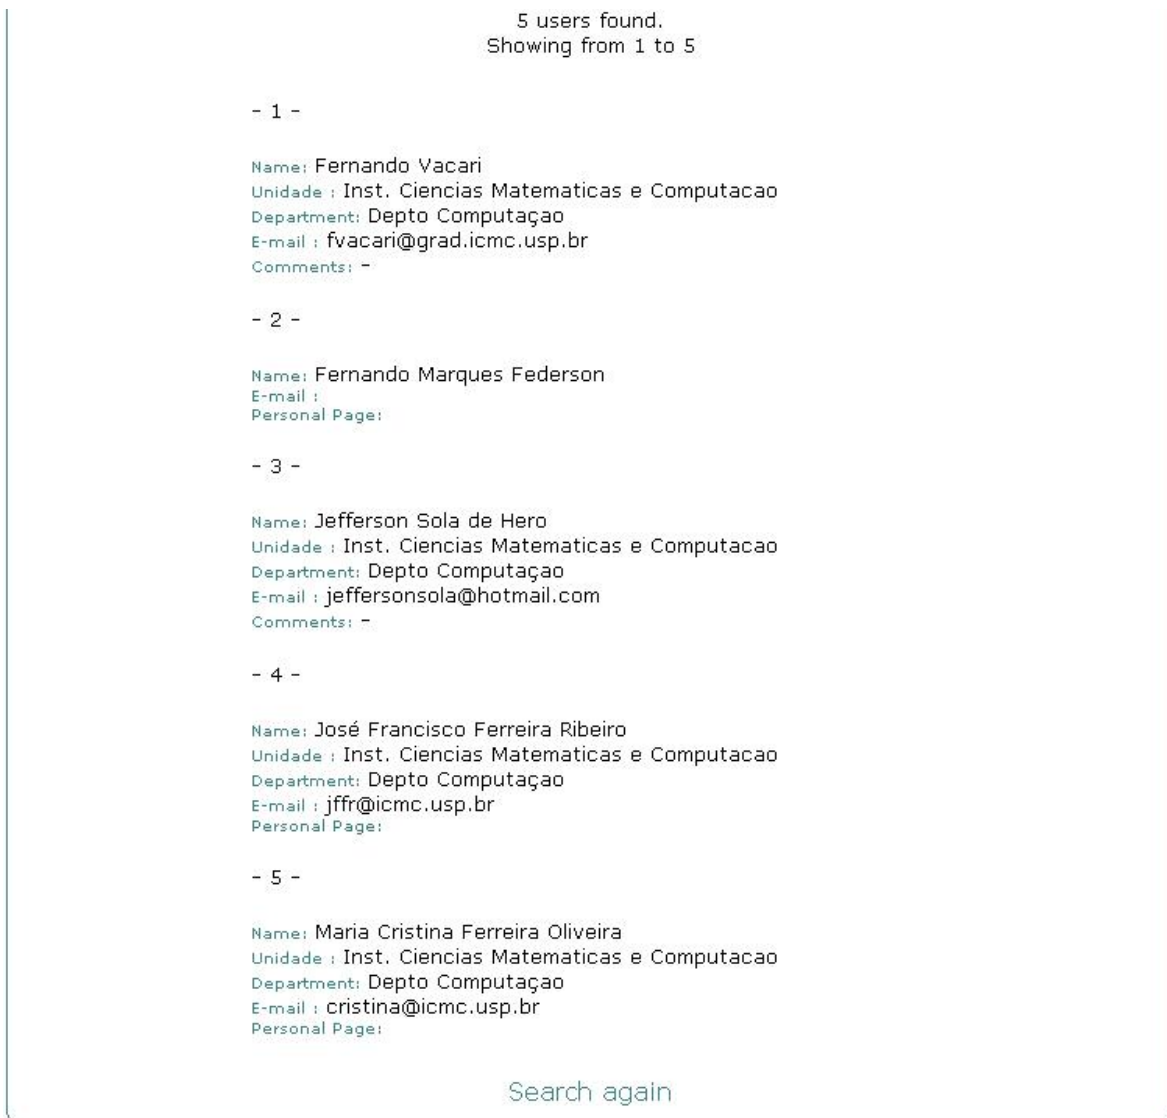 5 users found.
Showing from 1 to 5
- 1 -
Name: Fernando Vacari
Unidade : Inst. Ciencias Matematicas e Computacao
Department: Depto Computaçao
E-mail : fvacari@grad.icmc.usp.br
Comments: -
- 2 -
Name: Fernando Marques Federson
E-mail :
Personal Page:
- 3 -
Name: Jefferson Sola de Hero
Unidade : Inst. Ciencias Matematicas e Computacao
Department: Depto Computaçao
E-mail : jeffersonsola@hotmail.com
Comments: -
- 4 -
Name: José Francisco Ferreira Ribeiro
Unidade : Inst. Ciencias Matematicas e Computacao
Department: Depto Computaçao
E-mail : jffr@icmc.usp.br
Personal Page:
- 5 -
Name: Maria Cristina Ferreira Oliveira
Unidade : Inst. Ciencias Matematicas e Computacao
Department: Depto Computaçao
E-mail : cristina@icmc.usp.br
Personal Page:
Search again